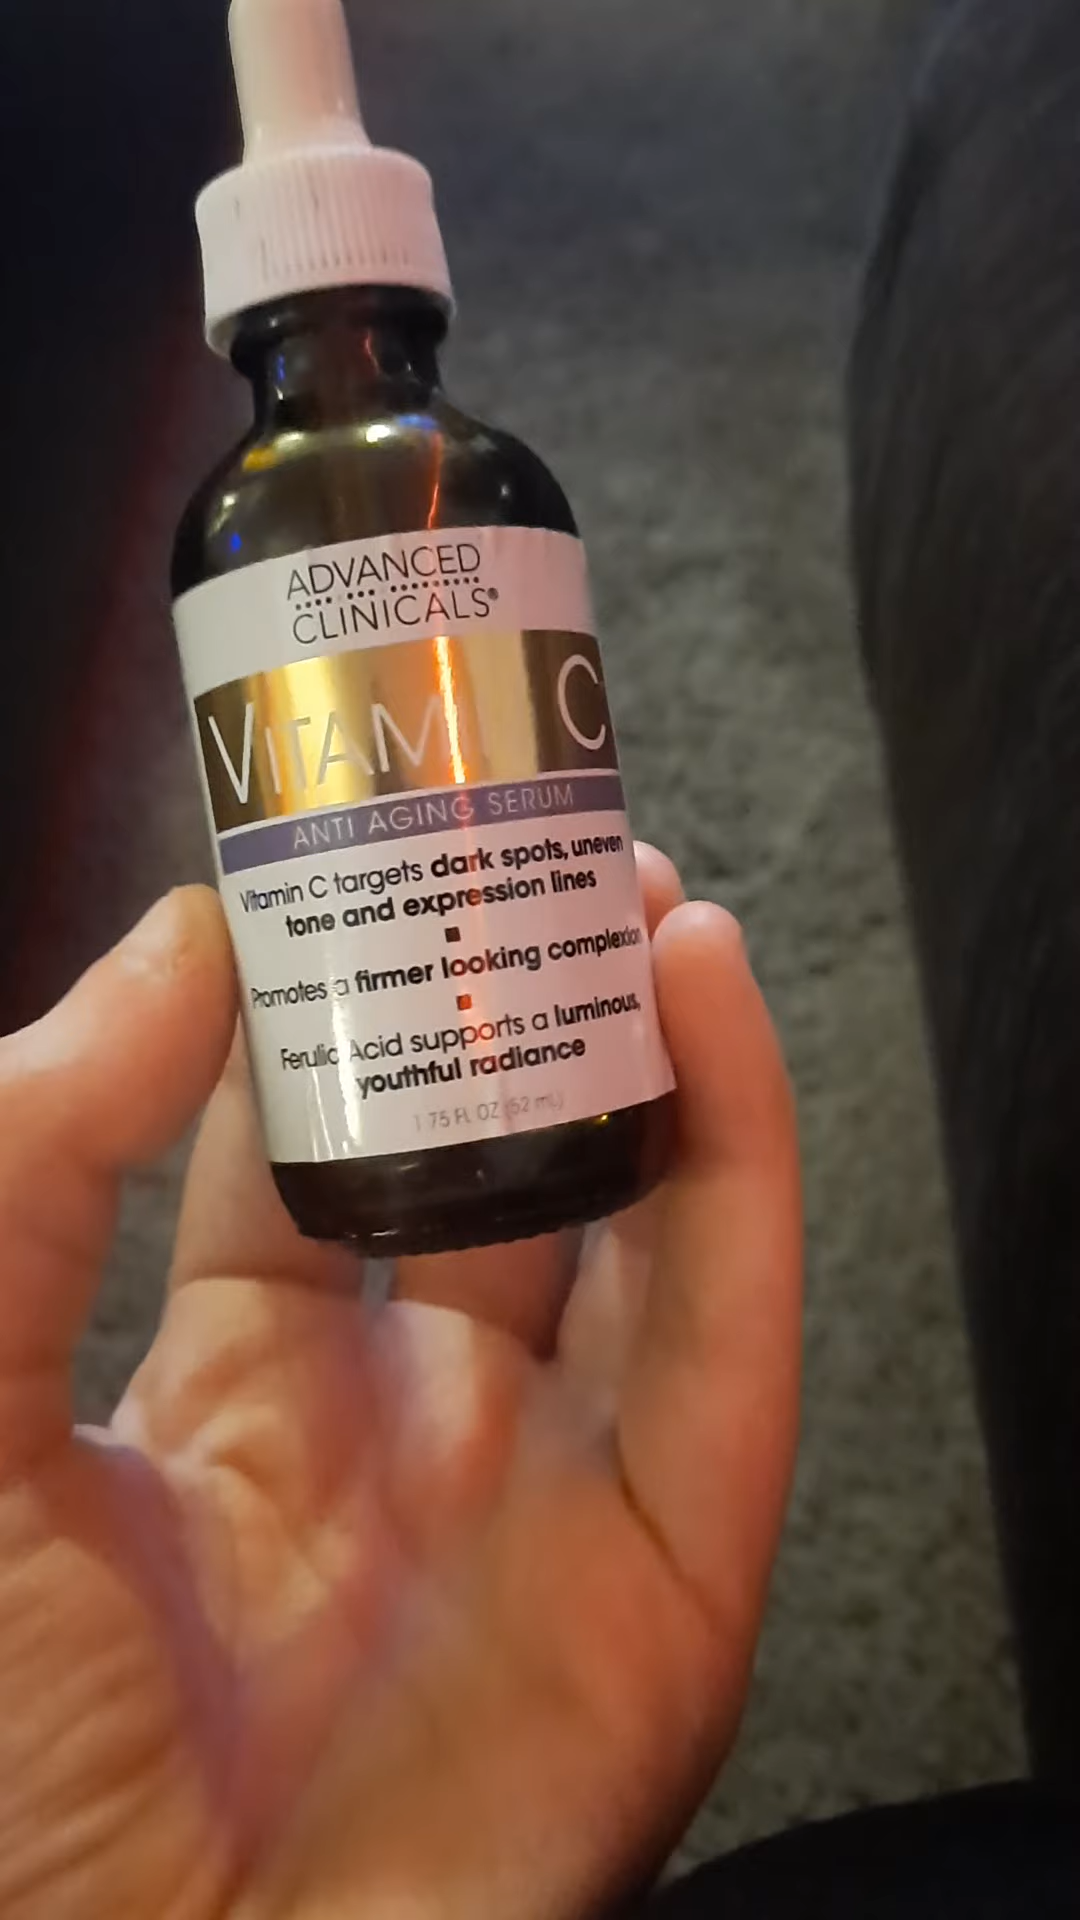 ADVANCED
CLINICALS®
VITAMIN C
ANTI AGING SERUM
Vitamin C targets dark spots, uneven
tone and expression lines
Promotes a firmer looking complexion
Ferulic Acid supports a luminous,
youthful radiance
1.75 FL OZ (52 mL)